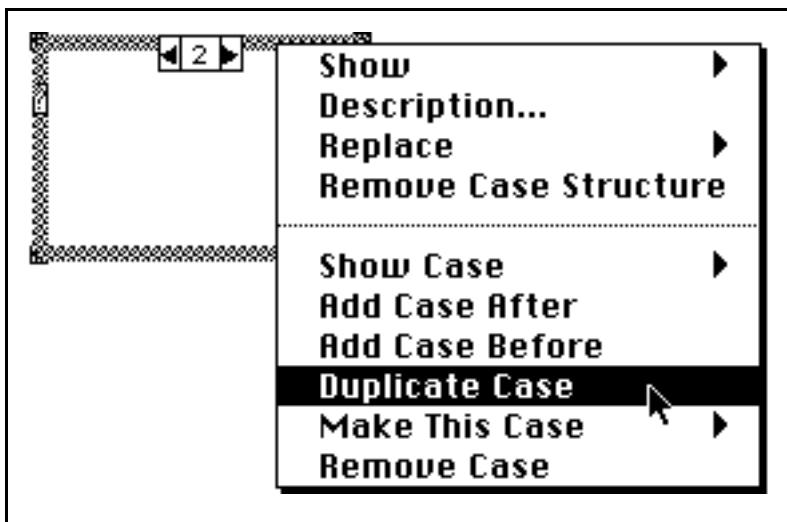 2
?
Show
Description...
Replace
Remove Case Structure
Show Case
Add Case After
Add Case Before
Duplicate Case
Make This Case
Remove Case